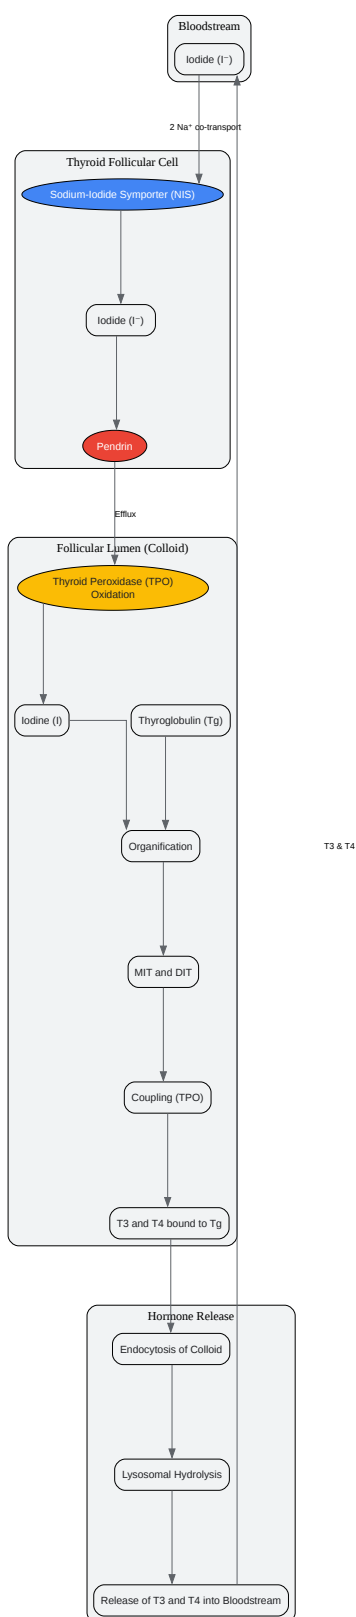 Bloodstream
Iodide (I⁻)
2 Na⁺ co-transport
Thyroid Follicular Cell
Sodium-Iodide Symporter (NIS)
Iodide (I⁻)
Pendrin
Efflux
Follicular Lumen (Colloid)
Thyroid Peroxidase (TPO)
Oxidation
Iodine (I)
Thyroglobulin (Tg)
Organification
T3 & T4
MIT and DIT
Coupling (TPO)
T3 and T4 bound to Tg
Hormone Release
Endocytosis of Colloid
Lysosomal Hydrolysis
Release of T3 and T4 into Bloodstream